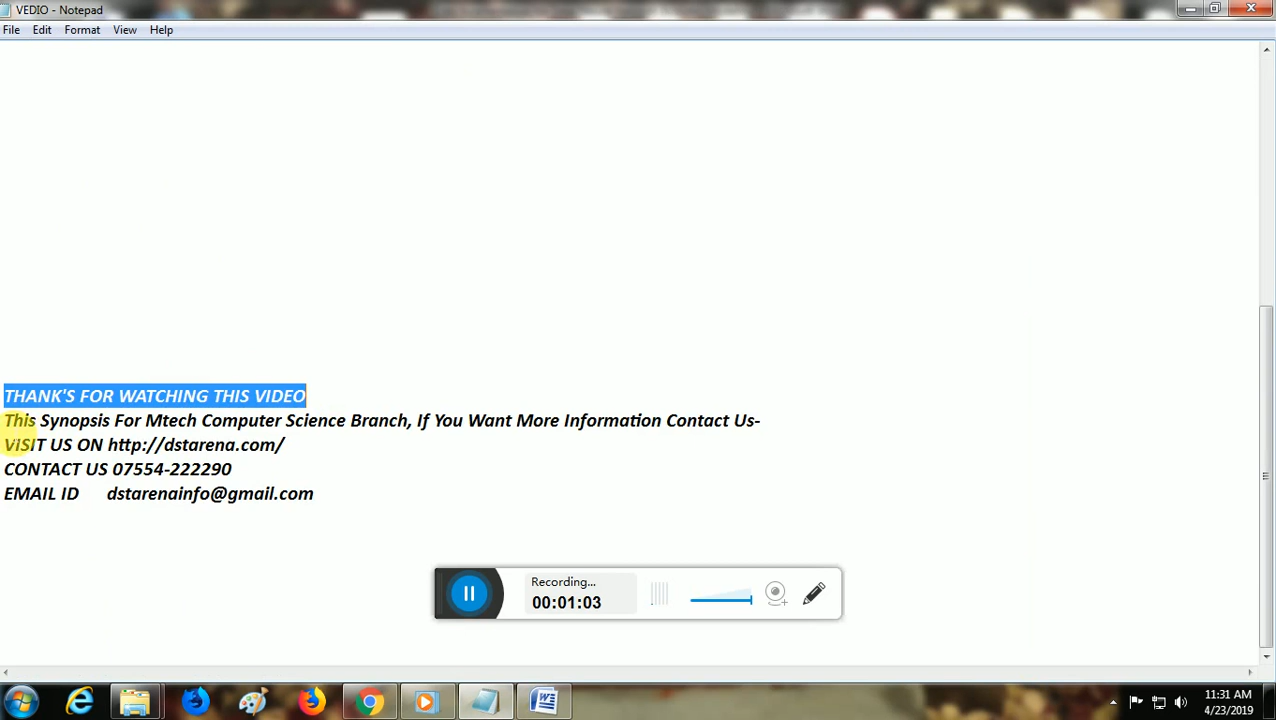 VEDIO - Notepad
File Edit Format View Help
THANK'S FOR WATCHING THIS VIDEO
This Synopsis For Mtech Computer Science Branch, If You Want More Information Contact Us-
VISIT US ON http://dstarena.com/
CONTACT US 07554-222290
EMAIL ID dstarenainfo@gmail.com
Recording...
00:01:03
11:31 AM
4/23/2019